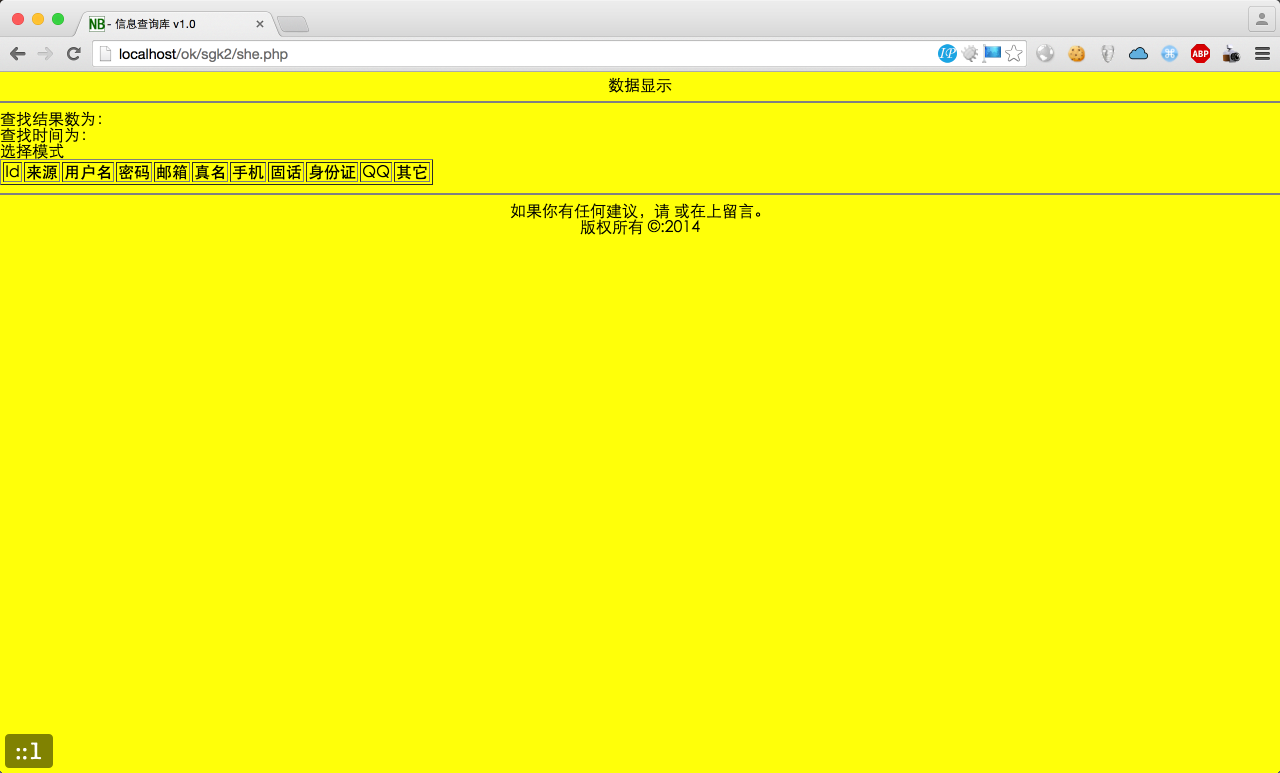 NB - 信息查询库 v1.0
localhost/ok/sgk2/she.php
IP
ABP
数据显示
查找结果数为：
查找时间为：
选择模式
Id 来源 用户名 密码 邮箱 真名 手机 固话 身份证 QQ 其它
如果你有任何建议，请 或在上留言。
版权所有 ©:2014
::1